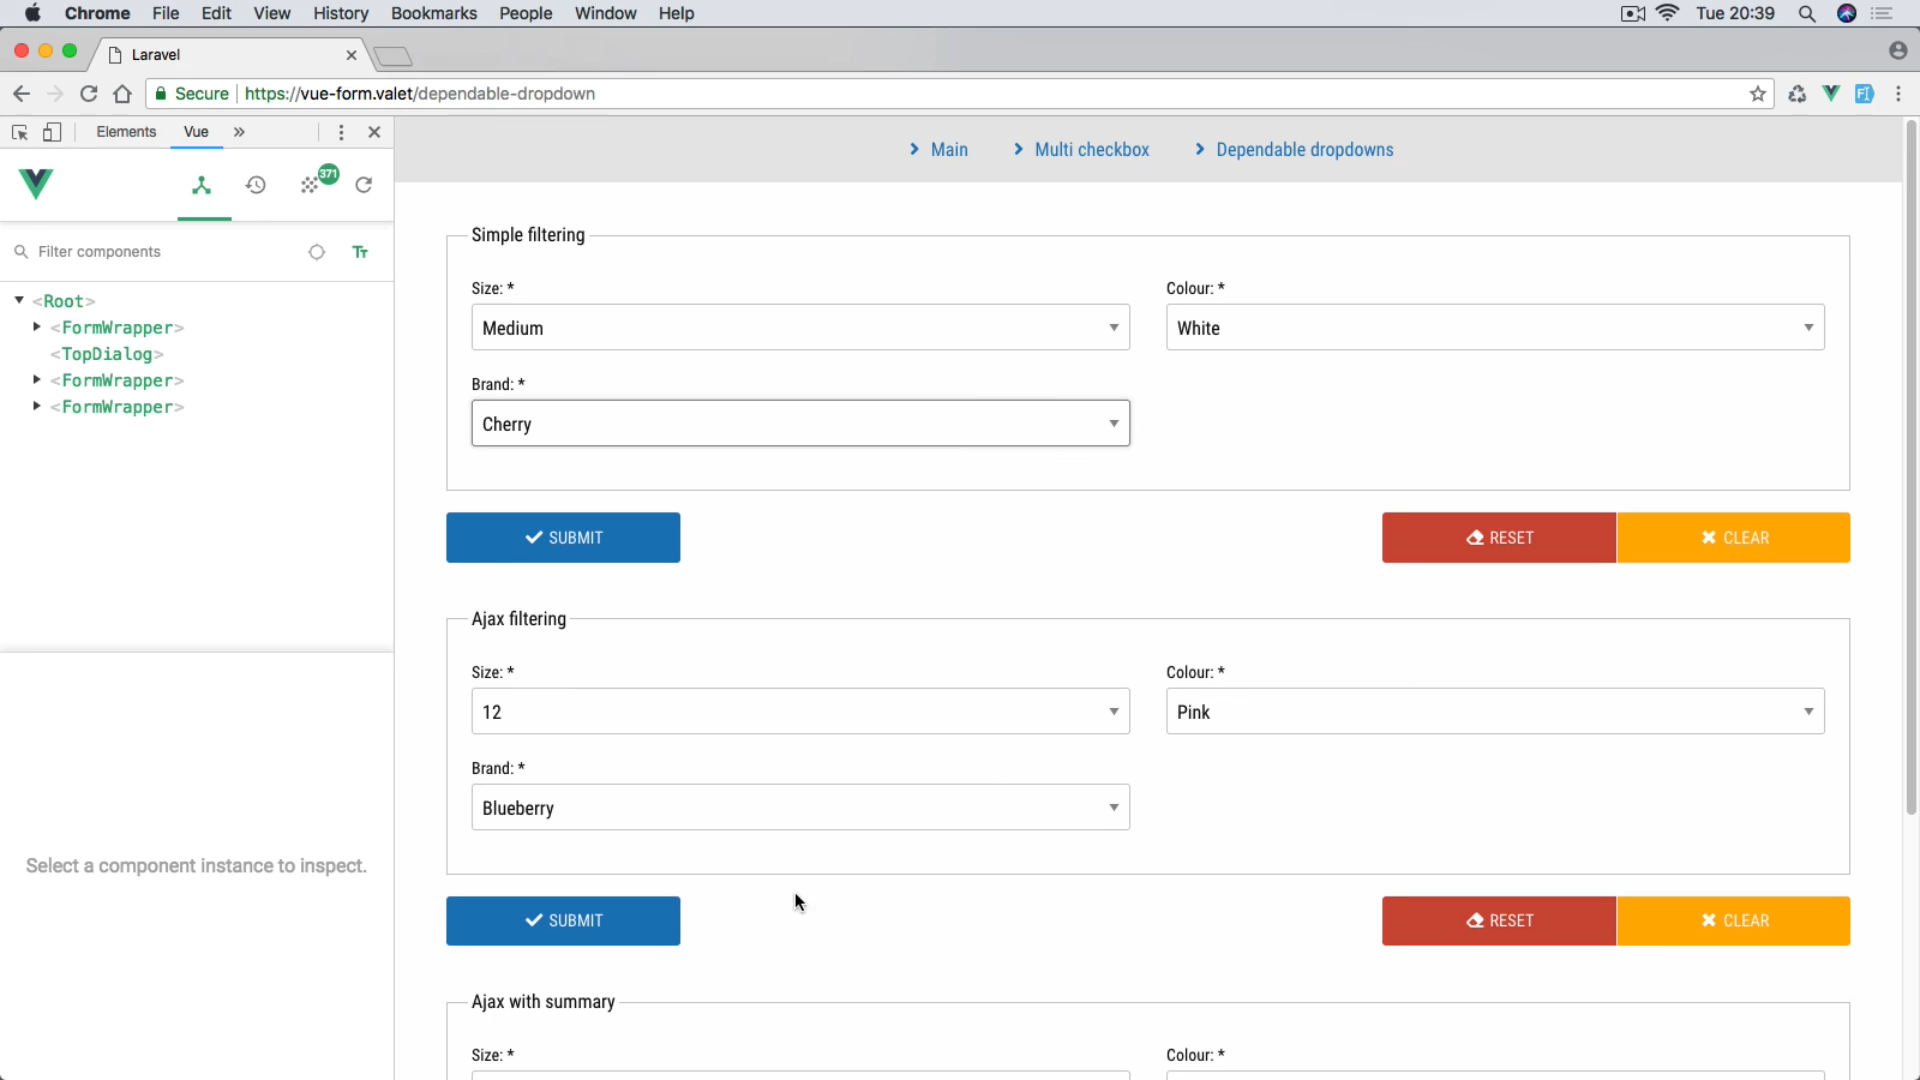 Chrome File Edit View History Bookmarks People Window Help Tue 20:39
Laravel
Secure https://vue-form.valet/dependable-dropdown
Elements Vue
Main Multi checkbox Dependable dropdowns
371
Filter components Tт
<Root>
<FormWrapper>
<TopDialog>
<FormWrapper>
<FormWrapper>
Select a component instance to inspect.
Simple filtering
Size: * Colour: *
Medium White
Brand: *
Cherry
SUBMIT RESET CLEAR
Ajax filtering
Size: * Colour: *
12 Pink
Brand: *
Blueberry
SUBMIT RESET CLEAR
Ajax with summary
Size: * Colour: *